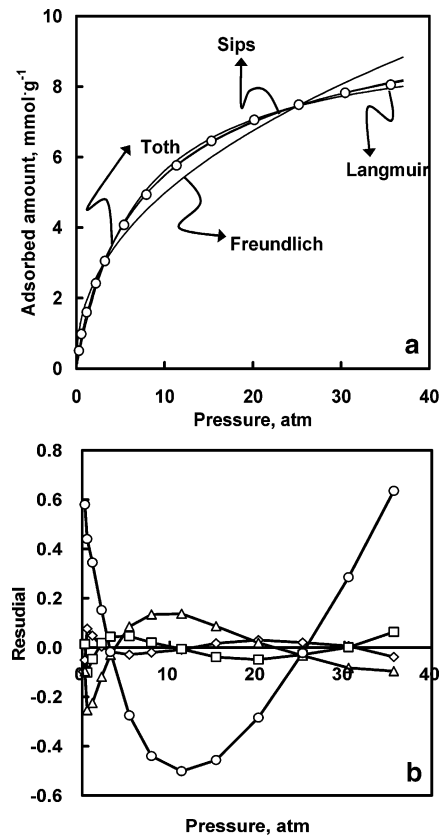 10
8
6
4
2
0
0 10 20 30 40
Adsorbed amount, mmol·g-1
Pressure, atm
Sips
Toth
Langmuir
Freundlich
a
0.8
0.6
0.4
0.2
0.0
-0.2
-0.4
-0.6
0 10 20 30 40
Resudial
b
Pressure, atm